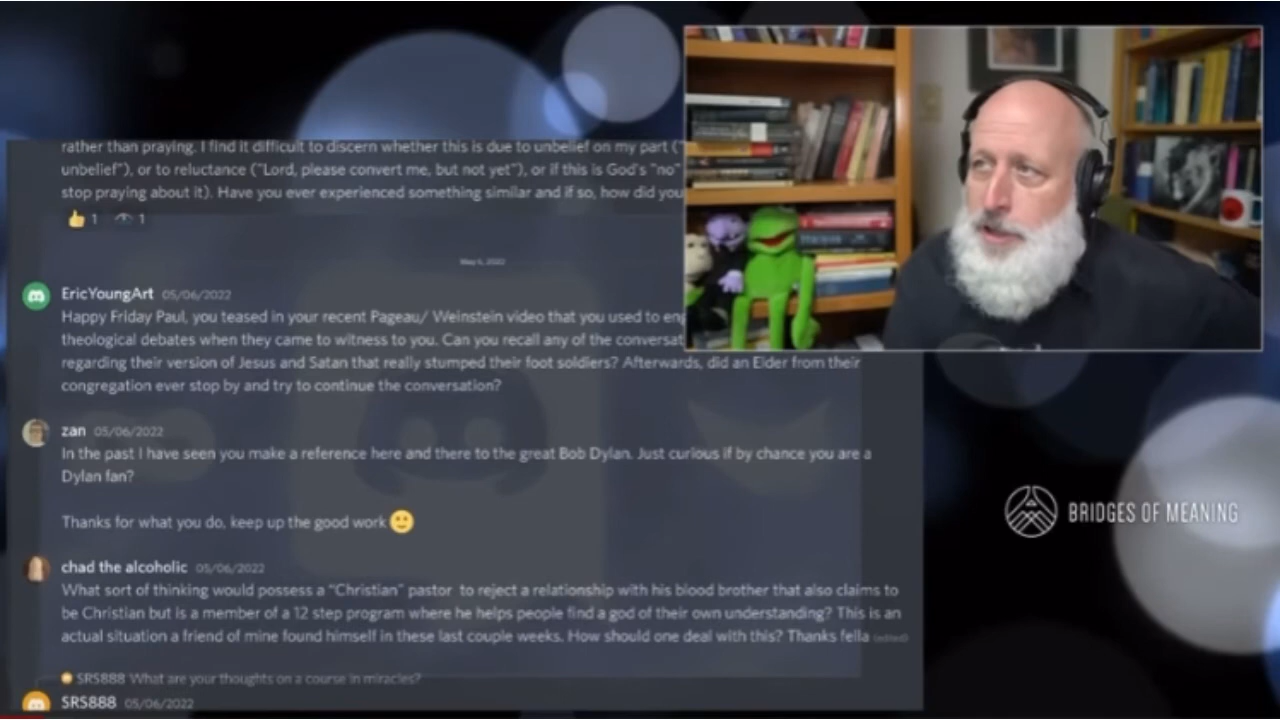 rather than praying. I find it difficult to discern whether this is due to unbelief on my part ("
unbelief"), or to reluctance ("Lord, please convert me, but not yet"), or if this is God's "no"
stop praying about it). Have you ever experienced something similar and if so, how did you
1 1
May 6, 2022
EricYoungArt 05/06/2022
Happy Friday Paul, you teased in your recent Pageau/ Weinstein video that you used to
theological debates when they came to witness to you. Can you recall any of the
regarding their version of Jesus and Satan that really stumped their foot soldiers? Afterwards, did an Elder from their
congregation ever stop by and try to continue the conversation?
zan 05/06/2022
In the past I have seen you make a reference here and there to the great Bob Dylan. Just curious if by chance you are a
Dylan fan?
Thanks for what you do, keep up the good work
chad the alcoholic 05/06/2022
What sort of thinking would possess a "Christian" pastor to reject a relationship with his blood brother that also claims to
be Christian but is a member of a 12 step program where he helps people find a god of their own understanding? This is an
actual situation a friend of mine found himself in these last couple weeks. How should one deal with this? Thanks fella (edited)
SRS888 What are your thoughts on a course in miracles?
SRS888 05/06/2022
BRIDGES OF MEANING